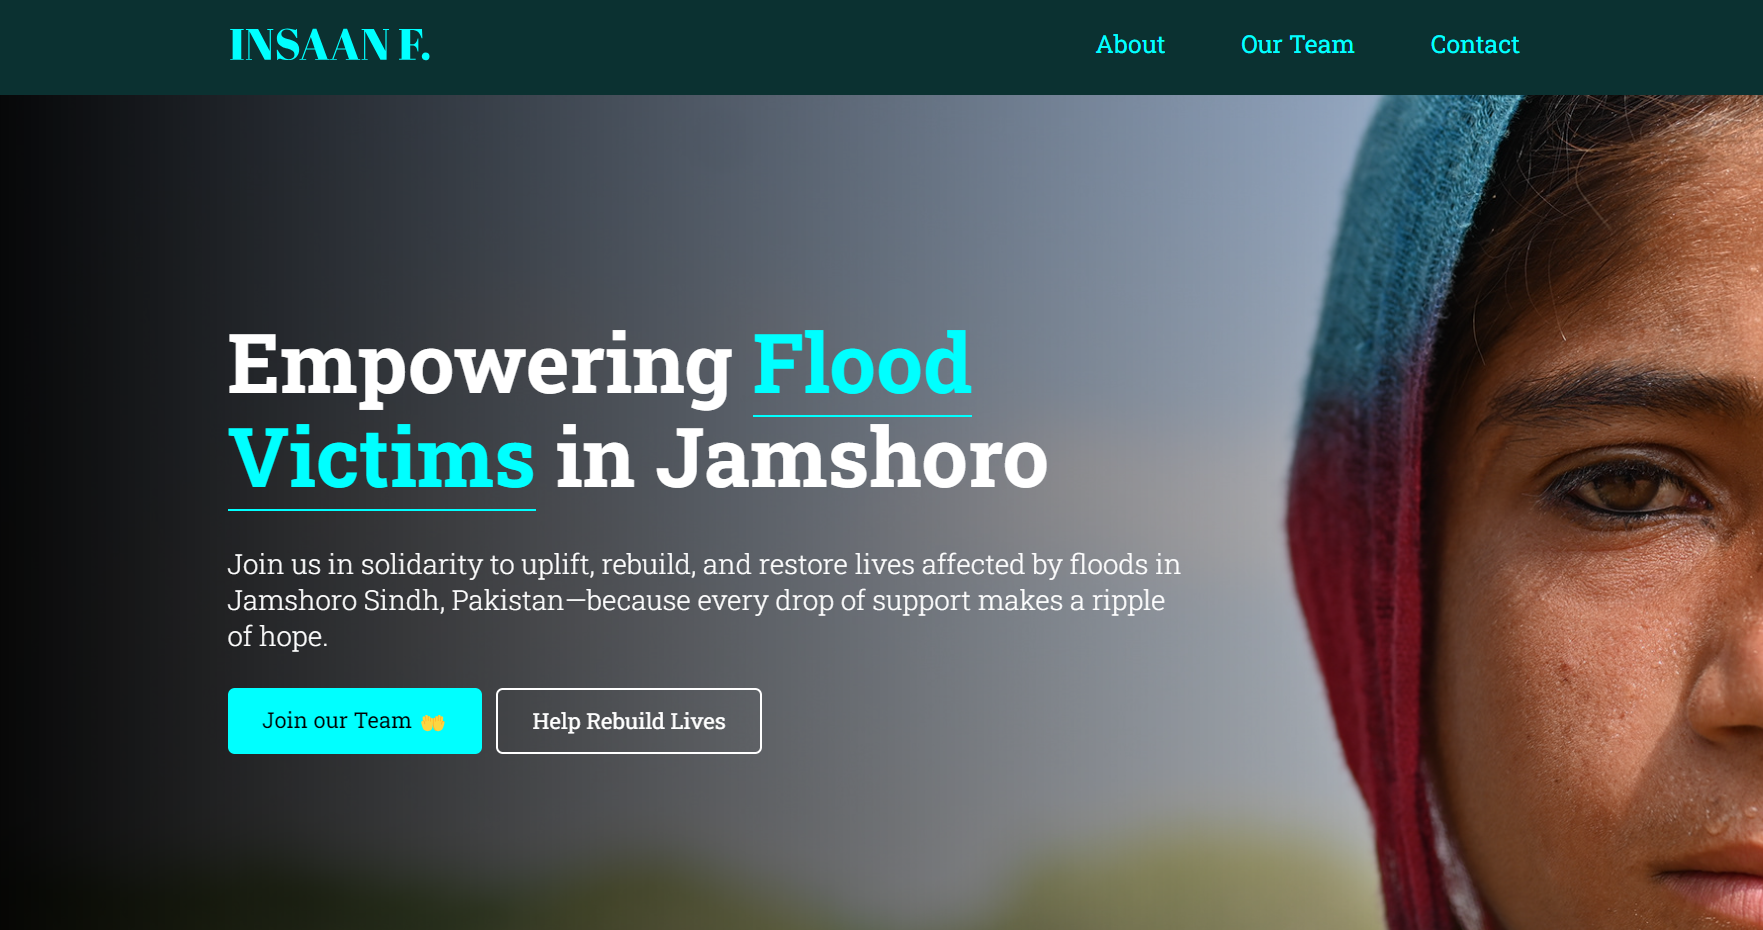 INSAAN F.
About
Our Team
Contact
Empowering Flood
Victims in Jamshoro
Join us in solidarity to uplift, rebuild, and restore lives affected by floods in
Jamshoro Sindh, Pakistan—because every drop of support makes a ripple
of hope.
Join our Team 👐
Help Rebuild Lives